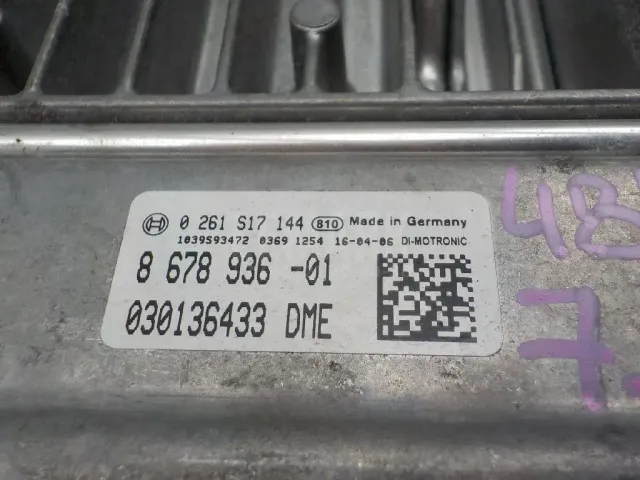 0 261 S17 144 810 Made in Germany
1039S93472 0369 1254 16-04-06 DI-MOTRONIC
8 678 936 -01
030136433 DME